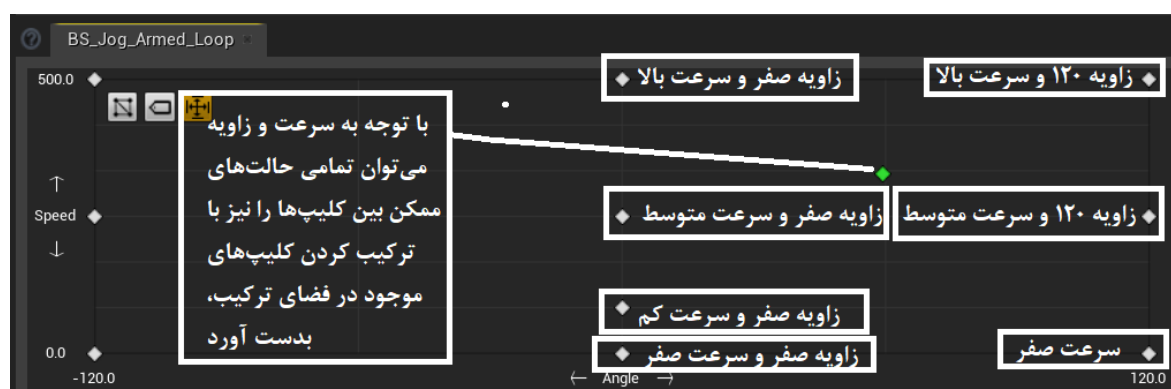 BS_Jog_Armed_Loop
500.0
زاویه صفر و سرعت بالا
زاویه ۱۲۰ و سرعت بالا
با توجه به سرعت و زاویه
می‌توان تمامی حالت‌های
ممکن بین کلیپ‌ها را نیز با
ترکیب کردن کلیپ‌های
موجود در فضای ترکیب،
بدست آورد
Speed
زاویه صفر و سرعت متوسط
زاویه ۱۲۰ و سرعت متوسط
زاویه صفر و سرعت کم
زاویه صفر و سرعت صفر
سرعت صفر
0.0
-120.0
Angle
120.0